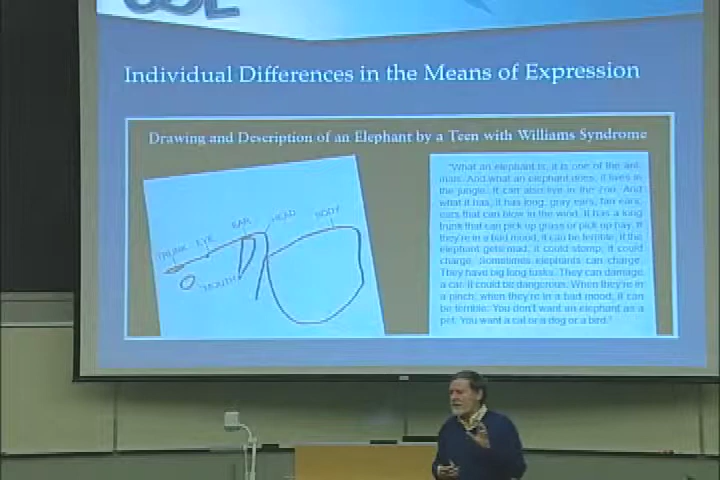 Individual Differences in the Means of Expression
Drawing and Description of an Elephant by a Teen with Williams Syndrome
TRUNK EYE EAR HEAD BODY
MOUTH
"What an elephant is, it is one of the ani-
mals. And what an elephant does, it lives in
the jungle. It can also live in the zoo. And
what it has, it has long, gray ears, fan ears,
ears that can blow in the wind. It has a long
trunk that can pick up grass or pick up hay. If
they're in a bad mood, it can be terrible. If the
elephant gets mad, it could stomp; it could
charge. Sometimes elephants can charge.
They have big long tusks. They can damage
a car. It could be dangerous. When they're in
a pinch, when they're in a bad mood, it can
be terrible. You don't want an elephant as a
pet. You want a cat or a dog or a bird."